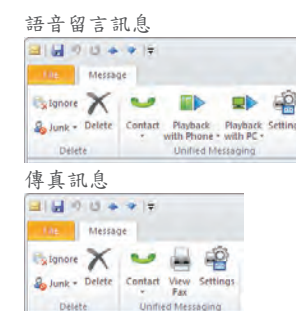 語音留言訊息
File Message
Ignore
Junk Delete Contact Playback with Phone Playback with PC
Delete Unified Messaging
傳真訊息
File Message
Ignore
Junk Delete Contact View Fax Settings
Delete Unified Messaging